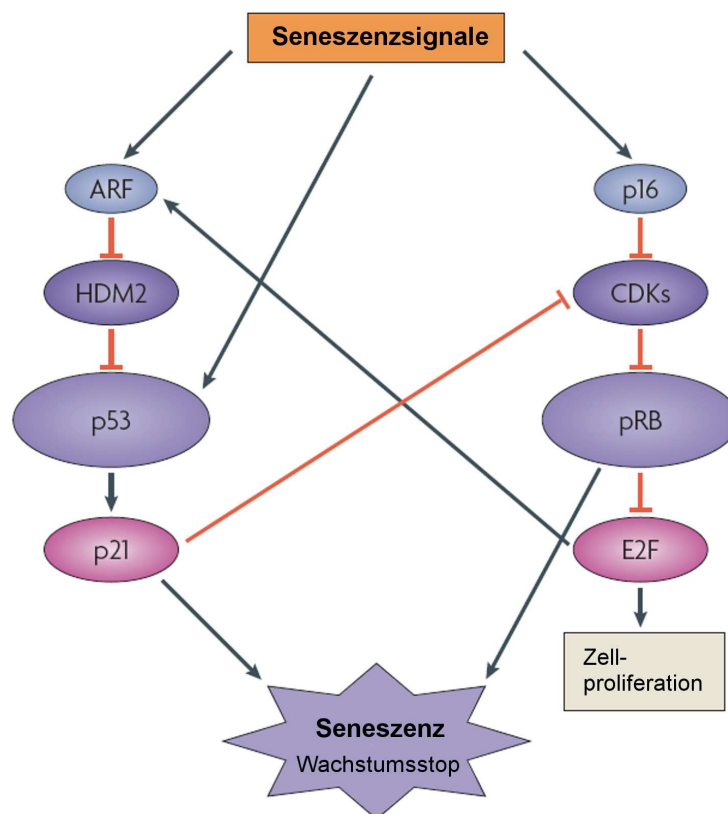 Seneszenzsignale
ARF
p16
HDM2
CDKs
p53
pRB
p21
E2F
Zell-
proliferation
Seneszenz
Wachstumsstop